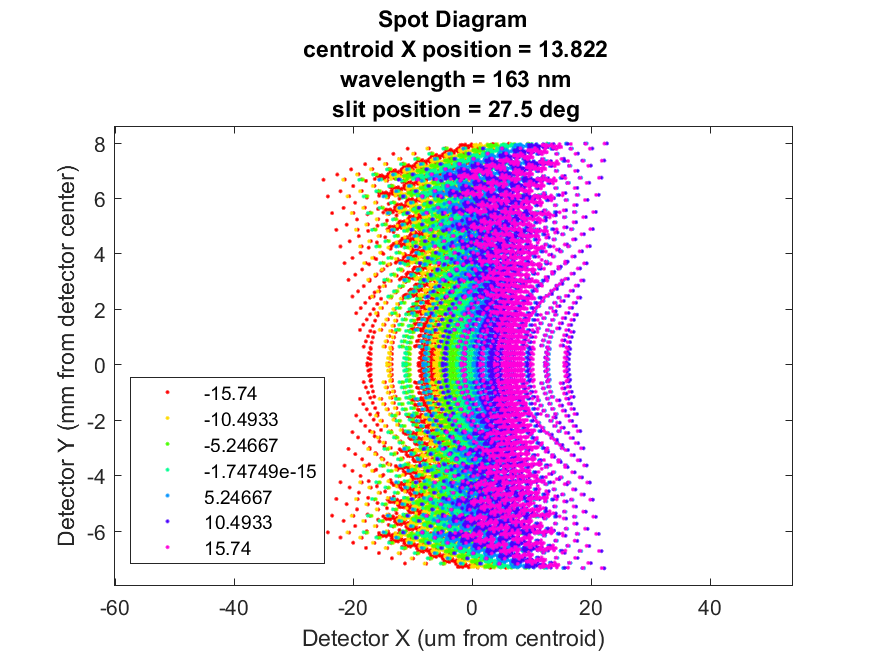 Spot Diagram
centroid X position = 13.822
wavelength = 163 nm
slit position = 27.5 deg
Detector Y (mm from detector center)
8
6
4
2
0
-2
-4
-6
-15.74
-10.4933
-5.24667
-1.74749e-15
5.24667
10.4933
15.74
-60 -40 -20 0 20 40
Detector X (um from centroid)